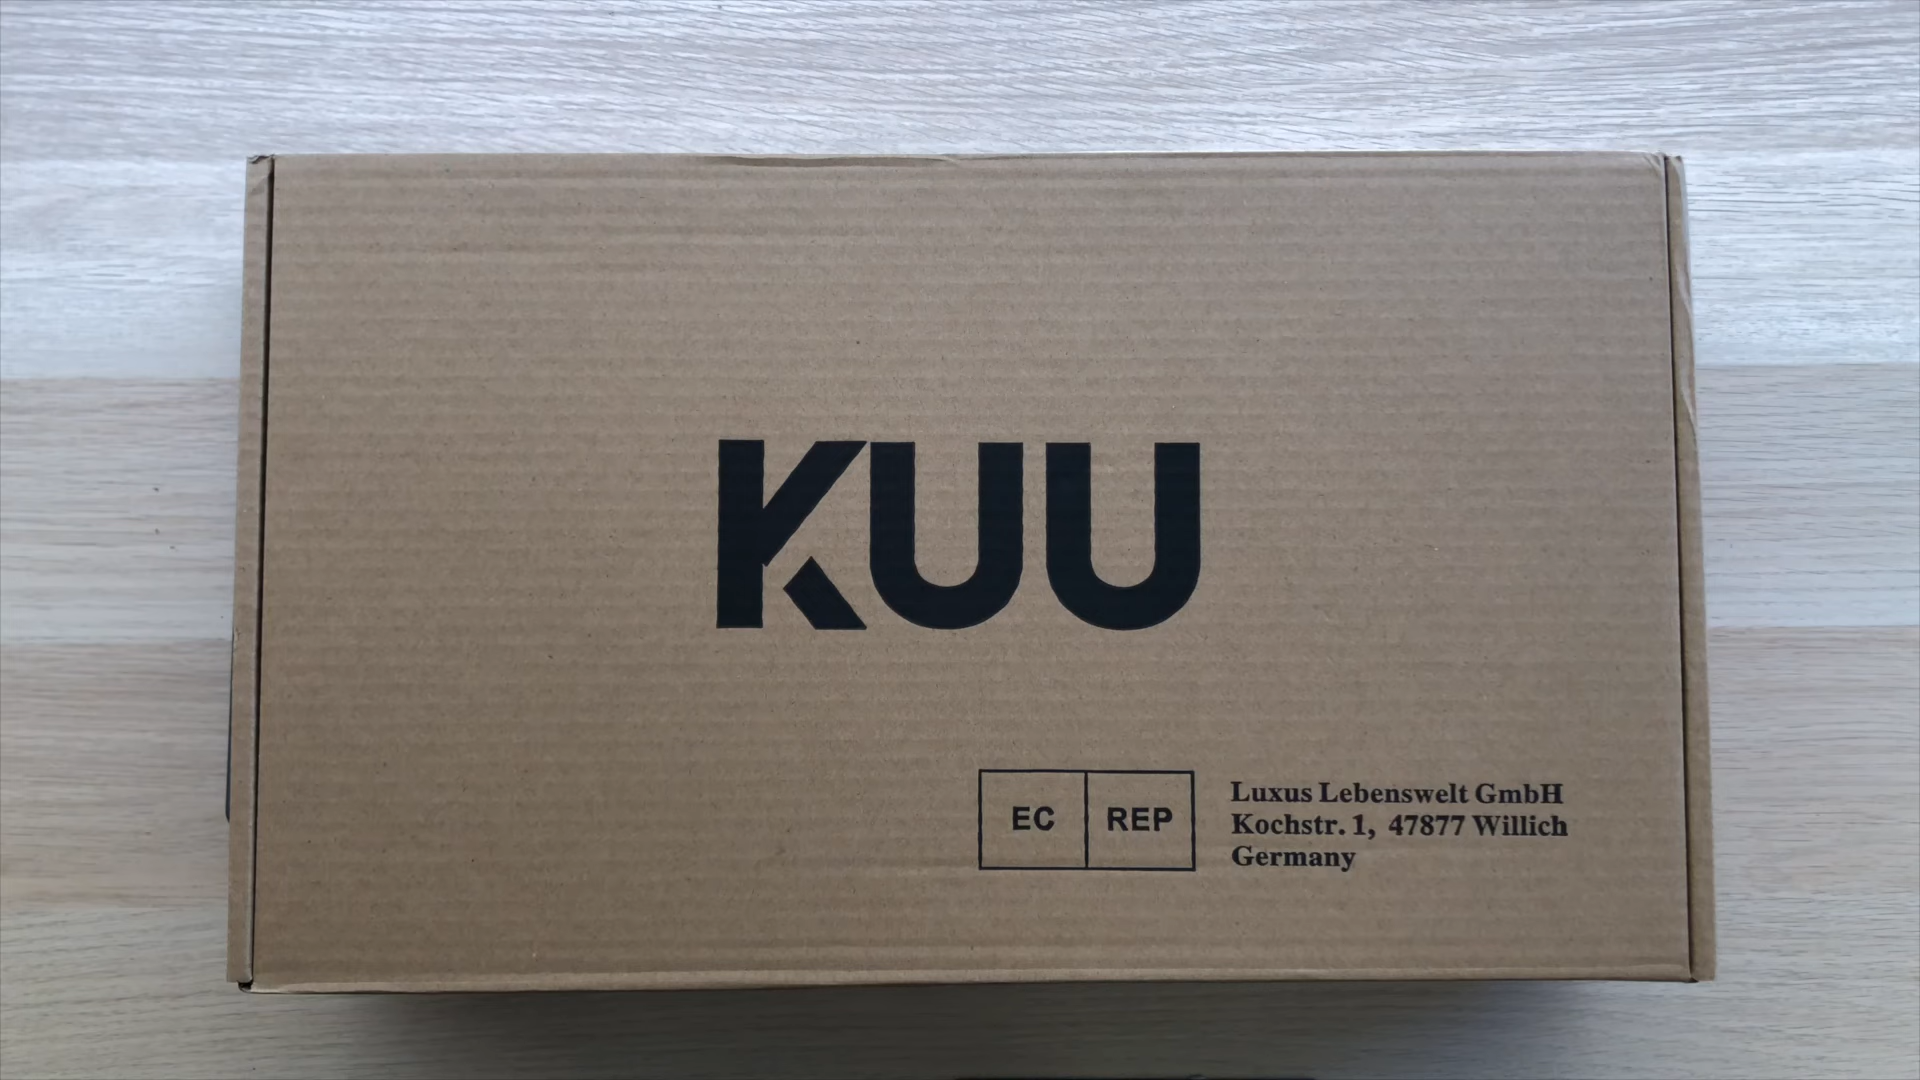 KUU
EC REP
Luxus Lebenswelt GmbH
Kochstr. 1, 47877 Willich
Germany